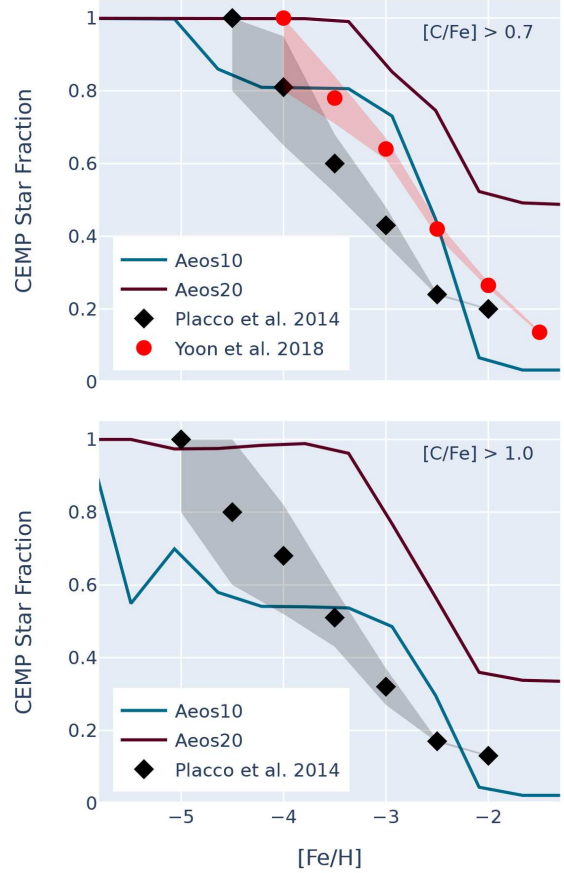 1
[C/Fe] > 0.7
0.8
0.6
CEMP Star Fraction
0.4
Aeos10
Aeos20
0.2
Placco et al. 2014
Yoon et al. 2018
0
1
[C/Fe] > 1.0
0.8
0.6
CEMP Star Fraction
0.4
Aeos10
0.2
Aeos20
Placco et al. 2014
0
−5 −4 −3 −2
[Fe/H]